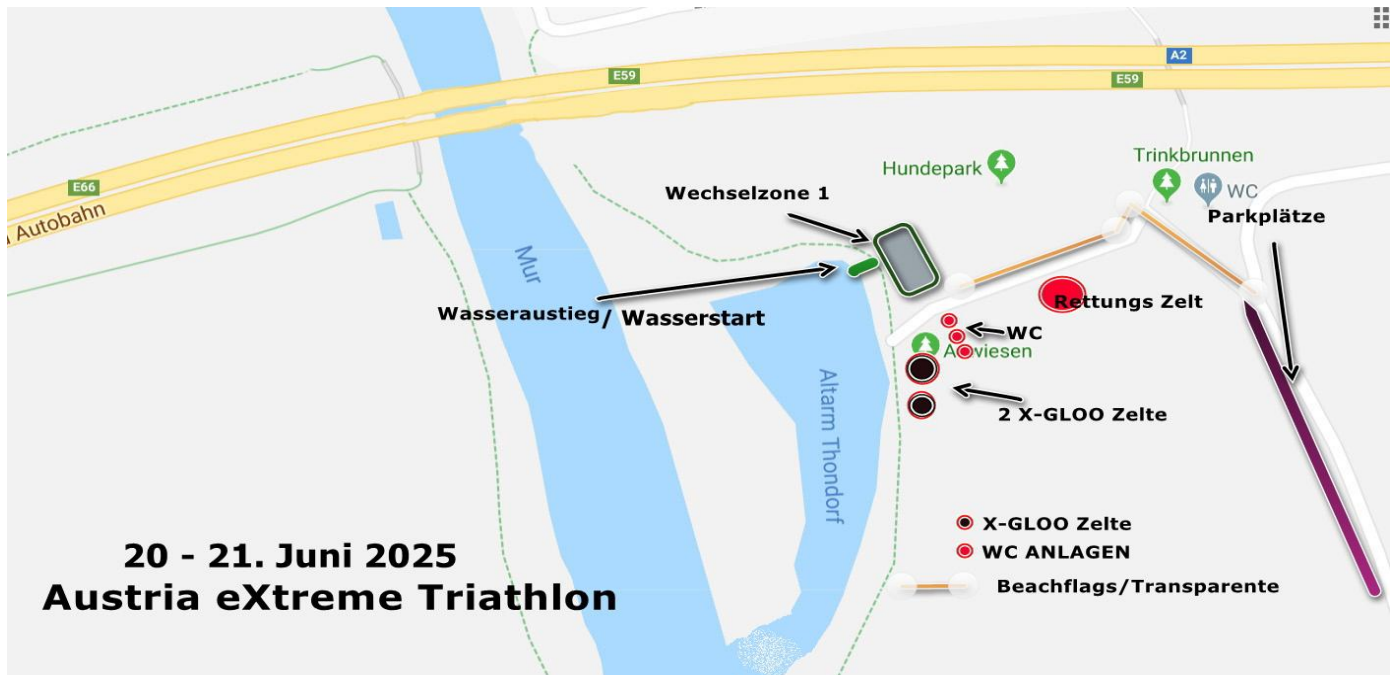 A2
E59
E59
E66
Autobahn
Hundepark
Trinkbrunnen
WC
Parkplätze
Wechselzone 1
Mur
Wasseraustieg/ Wasserstart
Rettungs Zelt
WC
2 X-GLOO Zelte
Altarm Thondorf
X-GLOO Zelte
WC ANLAGEN
Beachflags/Transparente
20 - 21. Juni 2025
Austria eXtreme Triathlon